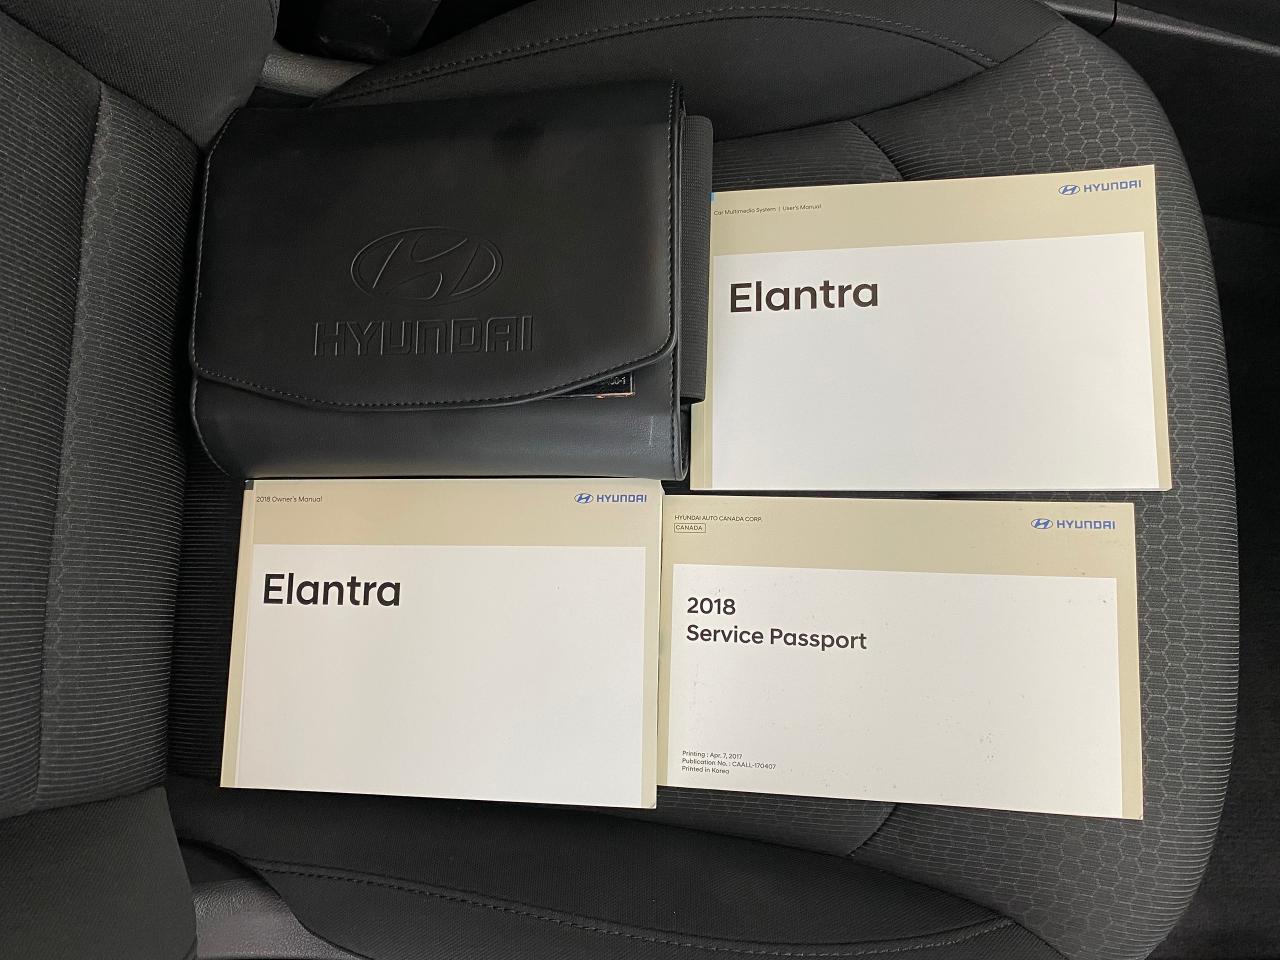 HYUNDAI
Car Multimedia System | User's Manual
HYUNDAI
Elantra
2018 Owner's Manual
HYUNDAI
Elantra
HYUNDAI AUTO CANADA CORP.
CANADA
HYUNDAI
2018
Service Passport
Printing : Apr. 7, 2017
Publication No. : CAALL-170407
Printed in Korea